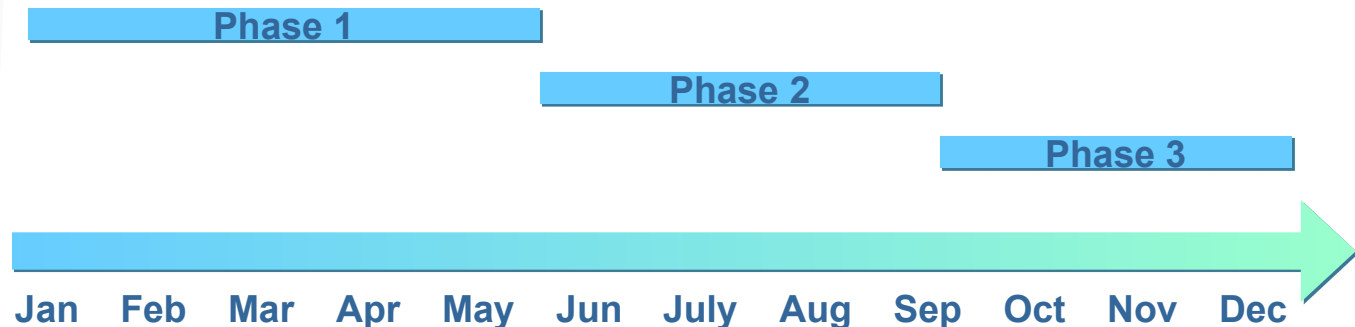 Phase 1
Phase 2
Phase 3
Jan Feb Mar Apr May Jun July Aug Sep Oct Nov Dec